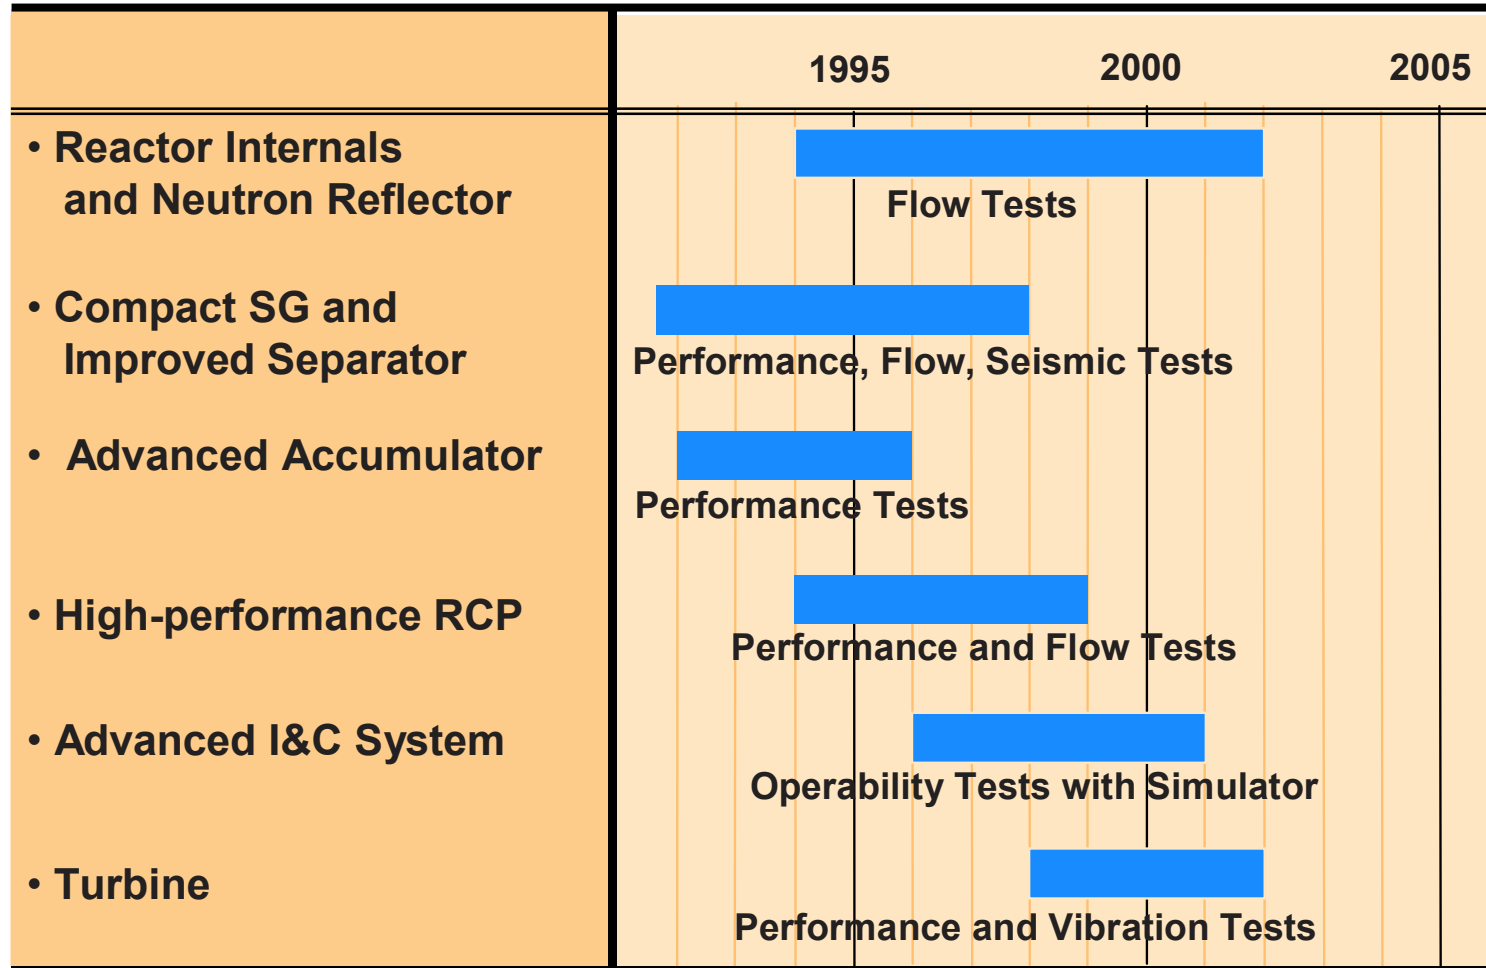 1995 2000 2005
• Reactor Internals
and Neutron Reflector
Flow Tests
• Compact SG and
Improved Separator
Performance, Flow, Seismic Tests
• Advanced Accumulator
Performance Tests
• High-performance RCP
Performance and Flow Tests
• Advanced I&C System
Operability Tests with Simulator
• Turbine
Performance and Vibration Tests